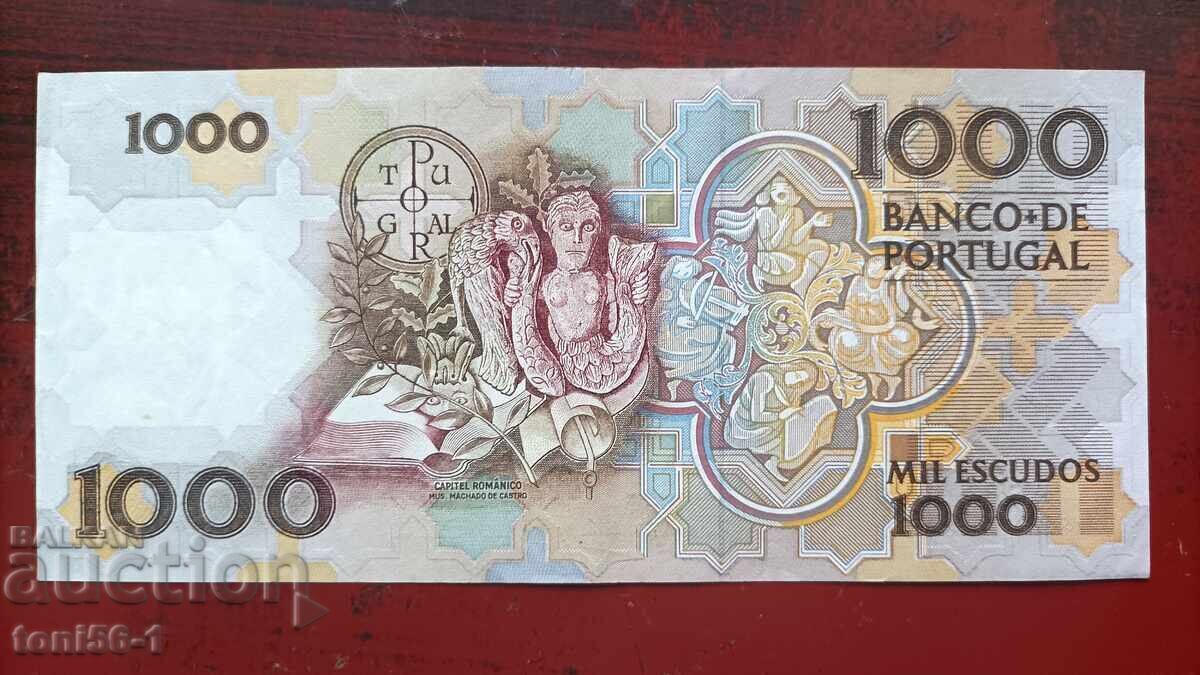 1000
1000
BANCO+DE
PORTUGAL
P
T U
G AL
R
MIL ESCUDOS
1000
CAPITEL ROMÂNICO
MUS. MACHADO DE CASTRO
1000
BALKAN
auction
toni56-1